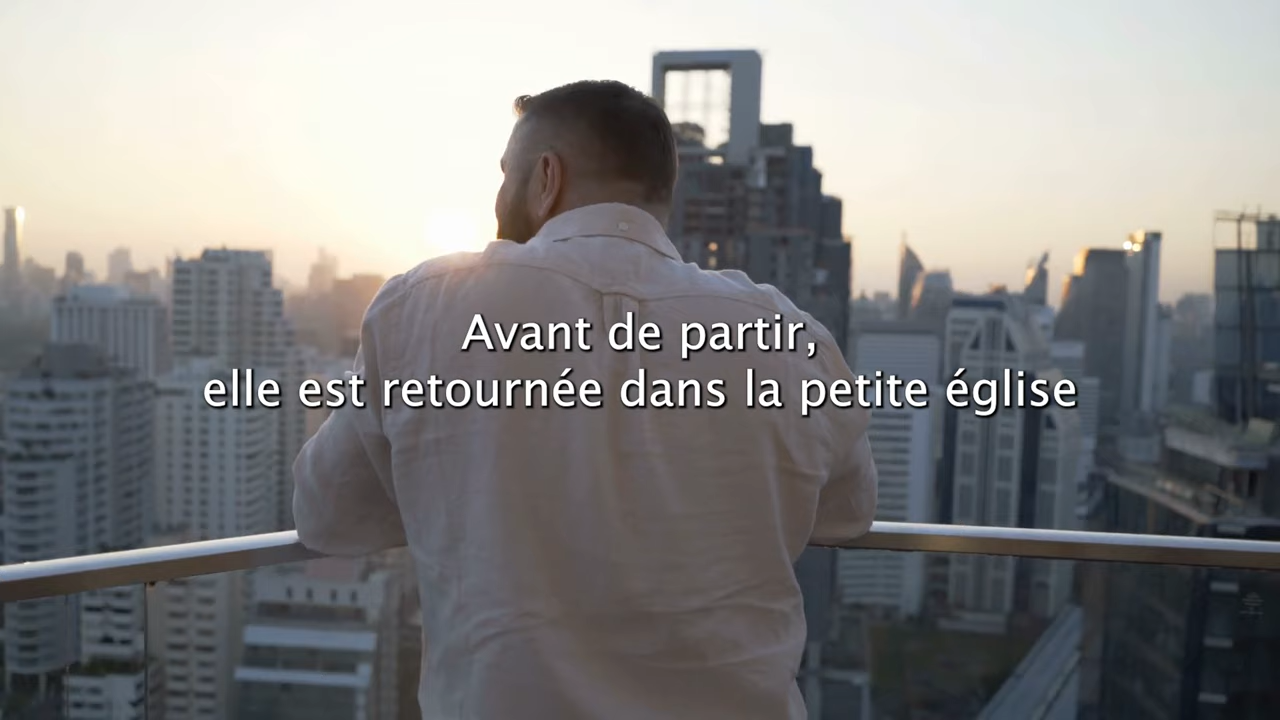 Avant de partir,
elle est retournée dans la petite église